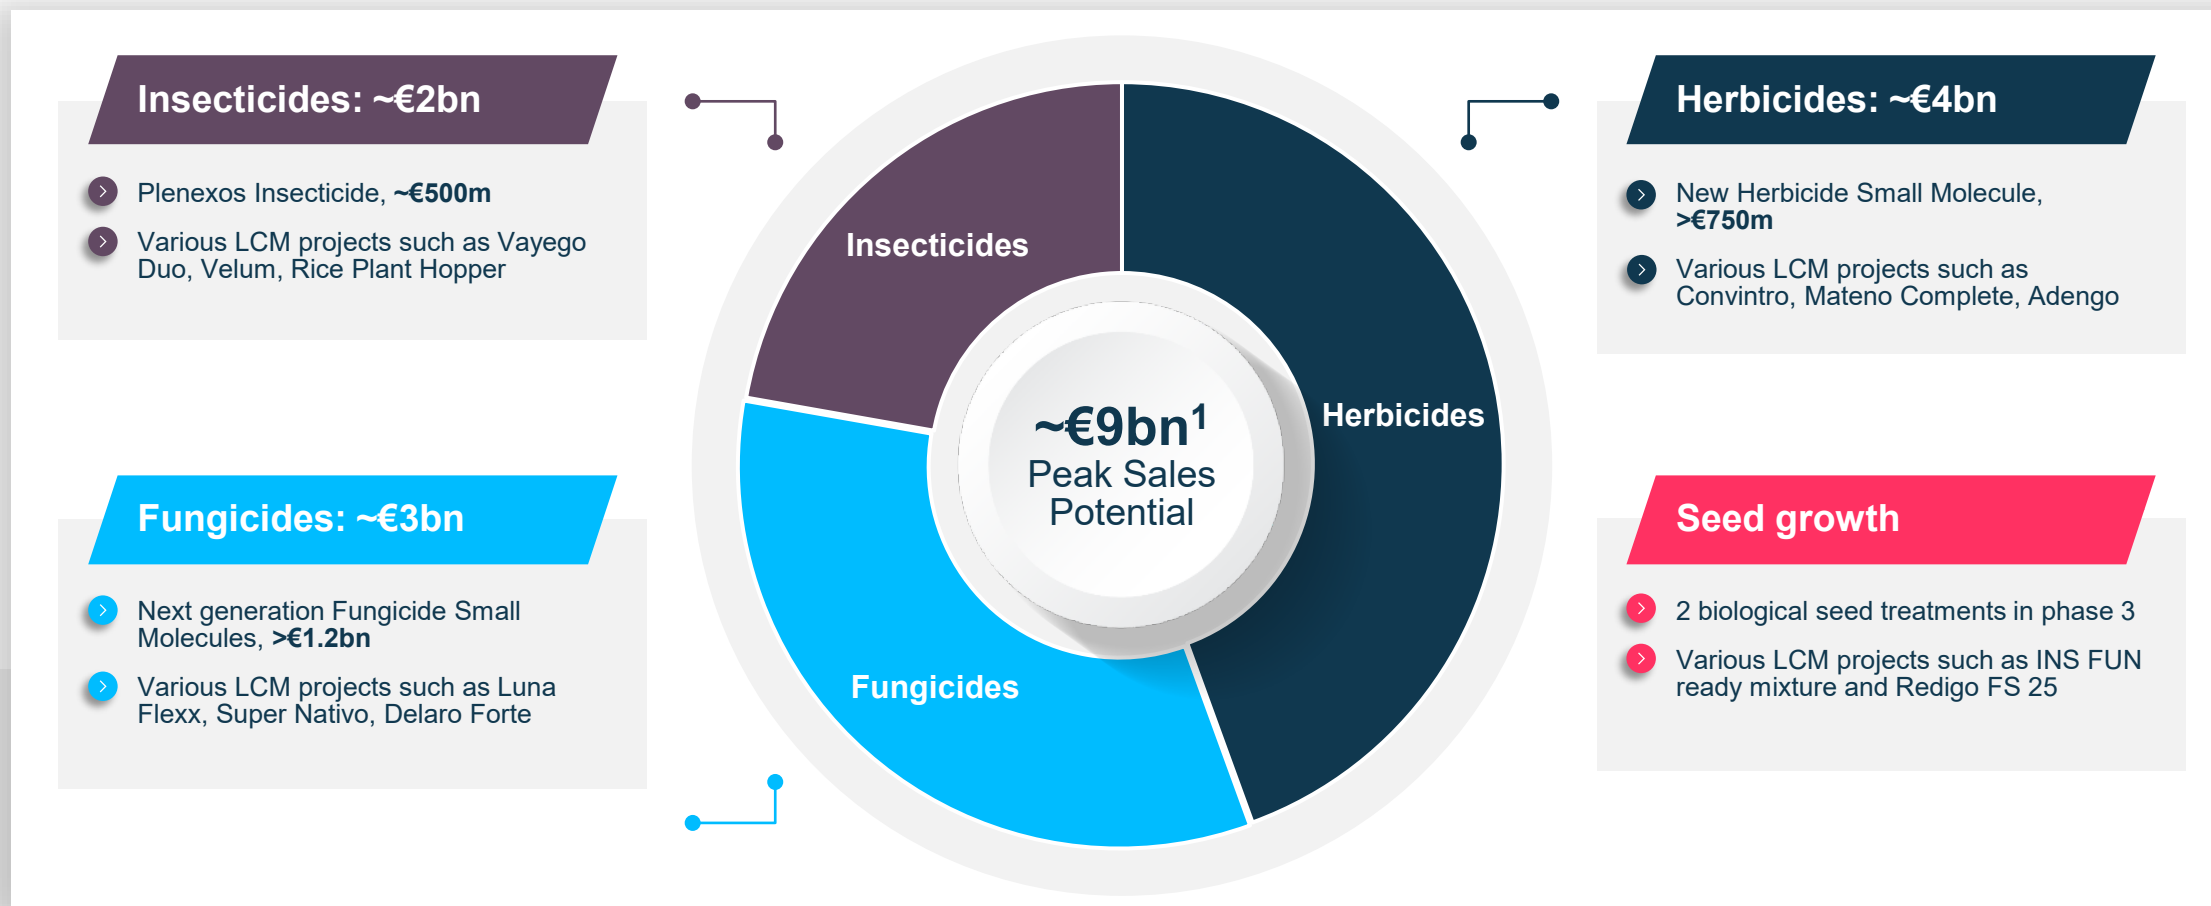 Insecticides: ~€2bn
Plenexos Insecticide, ~€500m
Various LCM projects such as Vayego
Duo, Velum, Rice Plant Hopper
Fungicides: ~€3bn
Next generation Fungicide Small
Molecules, >€1.2bn
Various LCM projects such as Luna
Flexx, Super Nativo, Delaro Forte
Insecticides
Herbicides
Fungicides
~€9bn¹
Peak Sales
Potential
Herbicides: ~€4bn
New Herbicide Small Molecule,
>€750m
Various LCM projects such as
Convintro, Mateno Complete, Adengo
Seed growth
2 biological seed treatments in phase 3
Various LCM projects such as INS FUN
ready mixture and Redigo FS 25